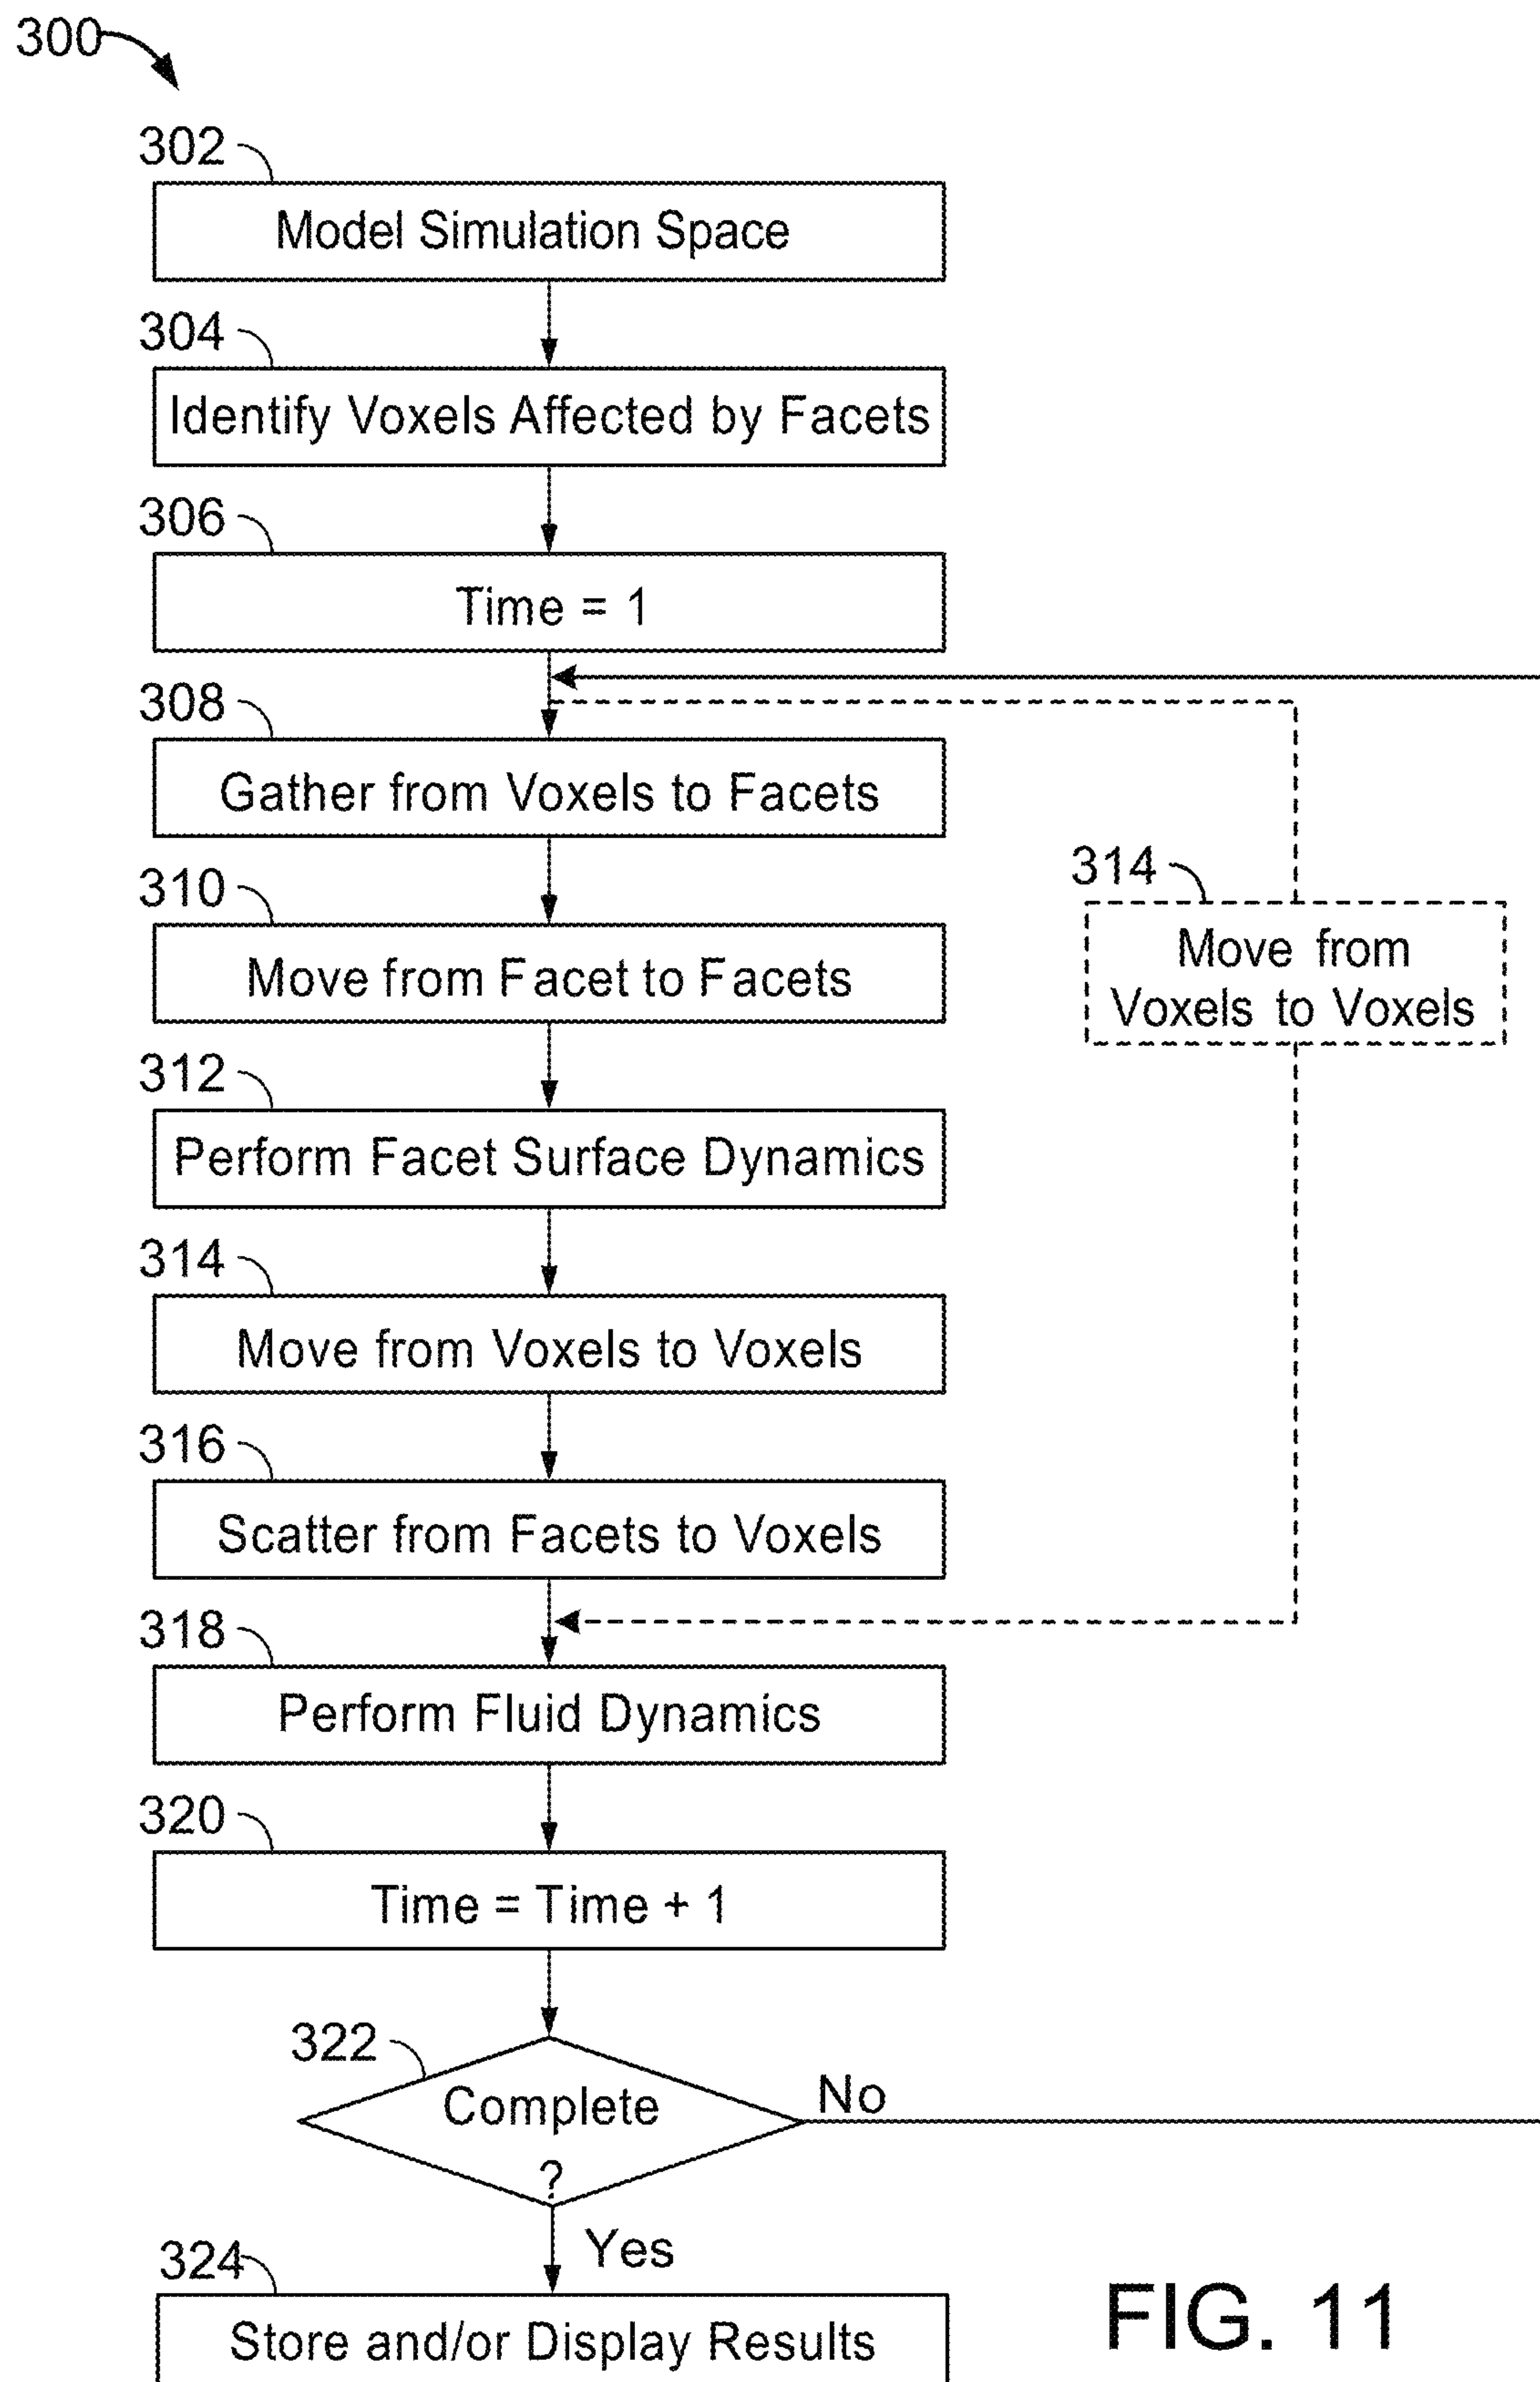 300
302
Model Simulation Space
304
Identify Voxels Affected by Facets
306
Time = 1
308
Gather from Voxels to Facets
310
Move from Facet to Facets
314
Move from
Voxels to Voxels
312
Perform Facet Surface Dynamics
314
Move from Voxels to Voxels
316
Scatter from Facets to Voxels
318
Perform Fluid Dynamics
320
Time = Time + 1
322
Complete
?
No
Yes
324
Store and/or Display Results
FIG. 11